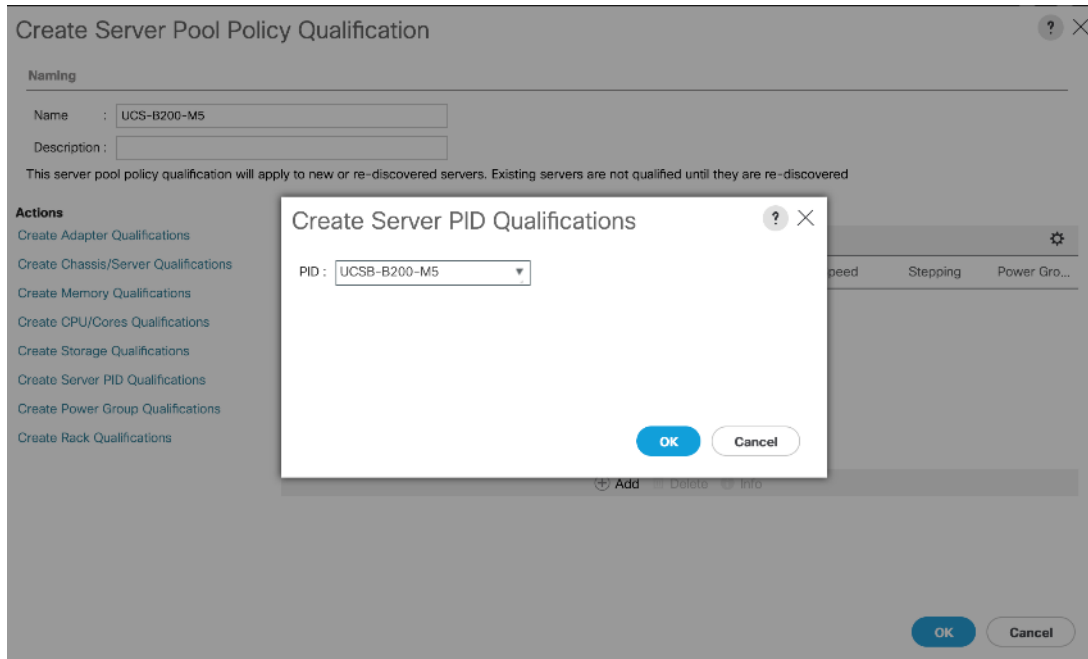 Create Server Pool Policy Qualification
?
Naming
Name : UCS-B200-M5
Description :
This server pool policy qualification will apply to new or re-discovered servers. Existing servers are not qualified until they are re-discovered
Actions
Create Adapter Qualifications
Create Chassis/Server Qualifications
Create Memory Qualifications
Create CPU/Cores Qualifications
Create Storage Qualifications
Create Server PID Qualifications
Create Power Group Qualifications
Create Rack Qualifications
Create Server PID Qualifications
?
PID : UCSB-B200-M5
OK Cancel
peed Stepping Power Gro...
Add Delete Info
OK Cancel